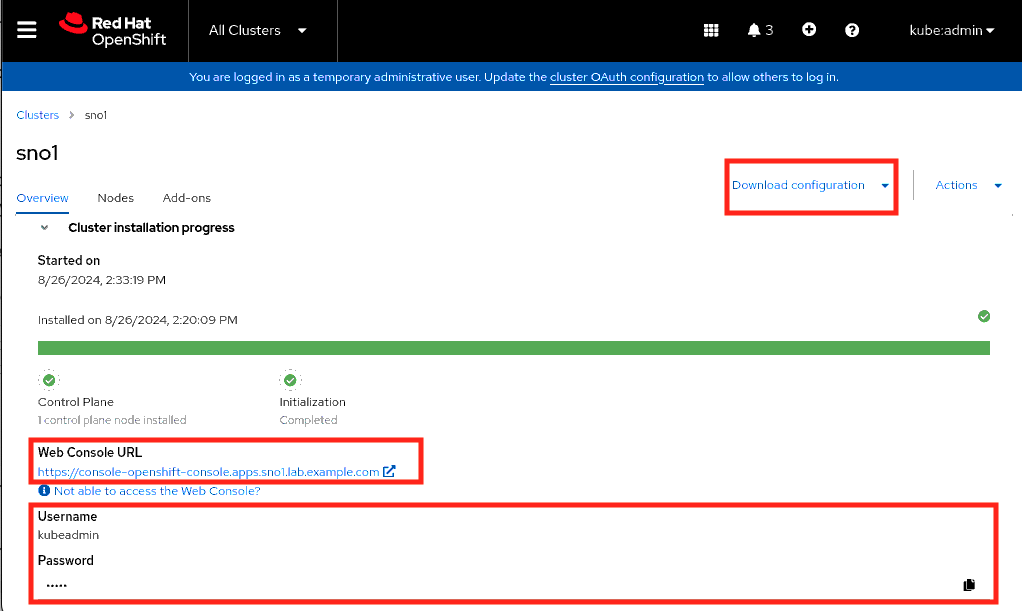 Red Hat
OpenShift
All Clusters
3
kube:admin
You are logged in as a temporary administrative user. Update the cluster OAuth configuration to allow others to log in.
Clusters > sno1
sno1
Download configuration
Actions
Overview Nodes Add-ons
Cluster installation progress
Started on
8/26/2024, 2:33:19 PM
Installed on 8/26/2024, 2:20:09 PM
Control Plane
1 control plane node installed
Initialization
Completed
Web Console URL
https://console-openshift-console.apps.sno1.lab.example.com
Not able to access the Web Console?
Username
kubeadmin
Password
•••••